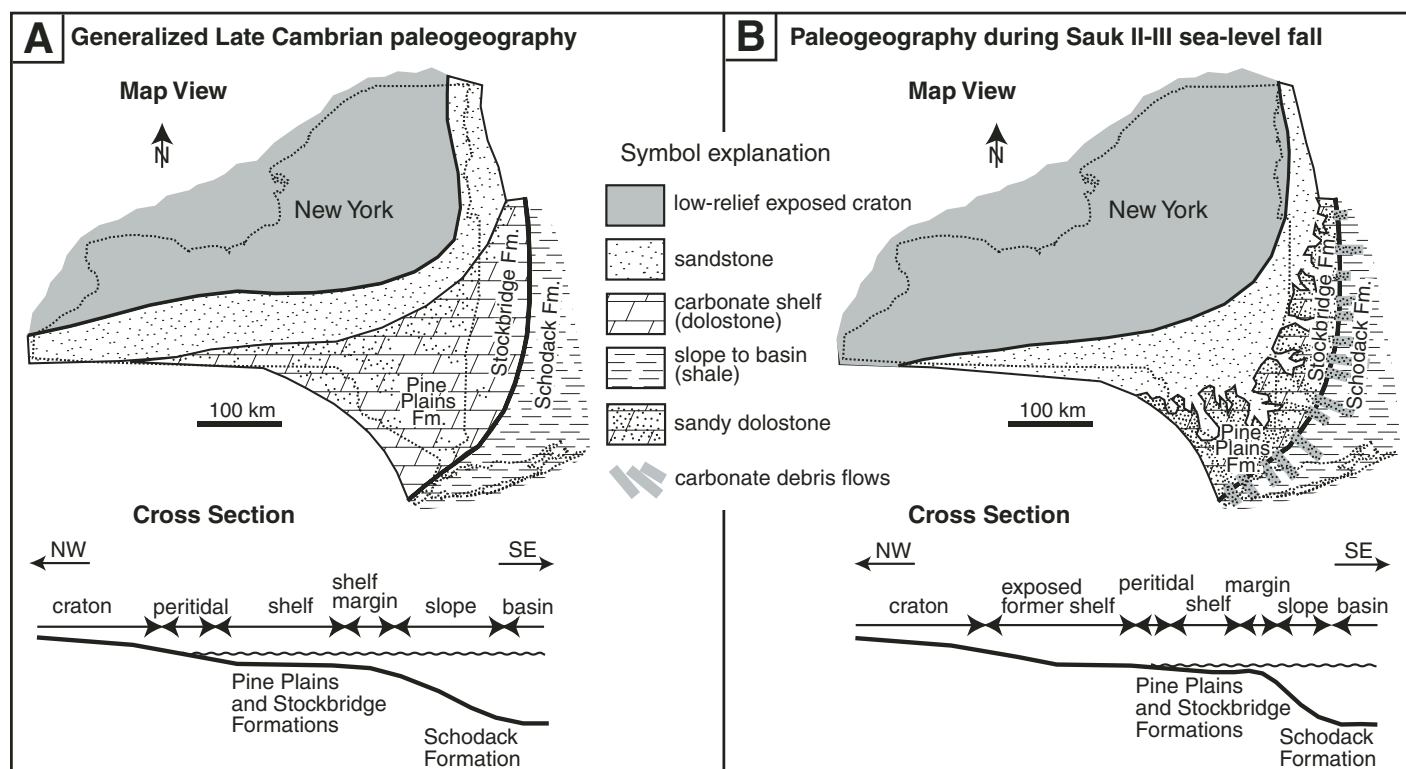 A Generalized Late Cambrian paleogeography
Map View
N
New York
Stockbridge Fm.
Schodack Fm.
Pine
Plains
Fm.
100 km
Cross Section
NW
SE
craton
peritidal
shelf
shelf
margin
slope
basin
Pine Plains
and Stockbridge
Formations
Schodack
Formation
Symbol explanation
low-relief exposed craton
sandstone
carbonate shelf
(dolostone)
slope to basin
(shale)
sandy dolostone
carbonate debris flows
B Paleogeography during Sauk II-III sea-level fall
Map View
N
New York
Stockbridge Fm.
Schodack Fm.
Pine
Plains
Fm.
100 km
Cross Section
NW
SE
craton
exposed
former shelf
peritidal
shelf
margin
slope
basin
Pine Plains
and Stockbridge
Formations
Schodack
Formation